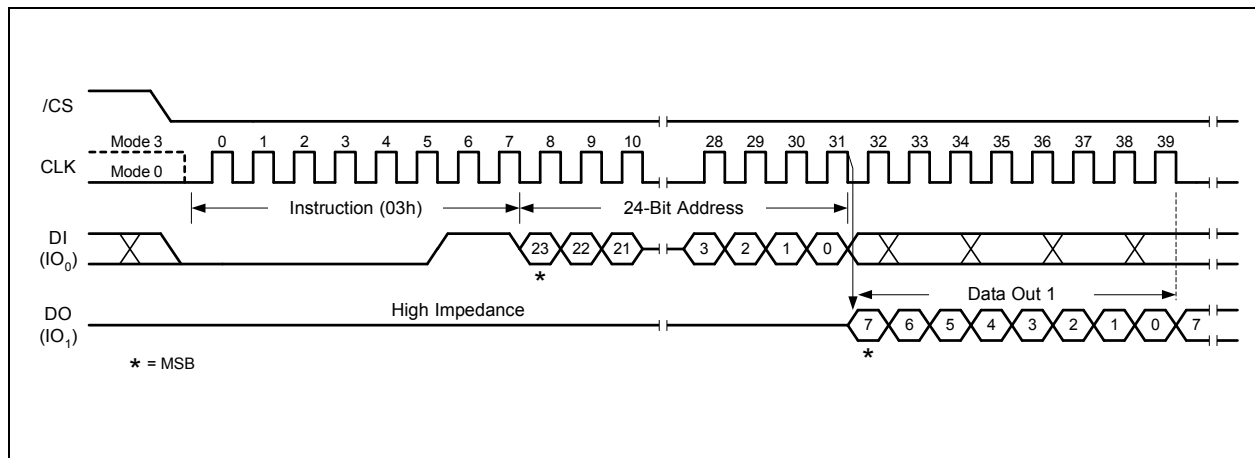 /CS
Mode 3 0 1 2 3 4 5 6 7 8 9 10 28 29 30 31 32 33 34 35 36 37 38 39
CLK Mode 0
Instruction (03h) 24-Bit Address
DI
(IO0) 23 22 21 3 2 1 0
*
High Impedance Data Out 1
DO
(IO1) 7 6 5 4 3 2 1 0 7
*
* = MSB